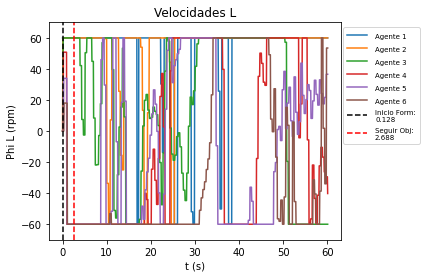 Velocidades L
Phi L (rpm)
60
40
20
0
−20
−40
−60
0
10
20
30
40
50
60
t (s)
Agente 1
Agente 2
Agente 3
Agente 4
Agente 5
Agente 6
Inicio Form:
0.128
Seguir Obj:
2.688